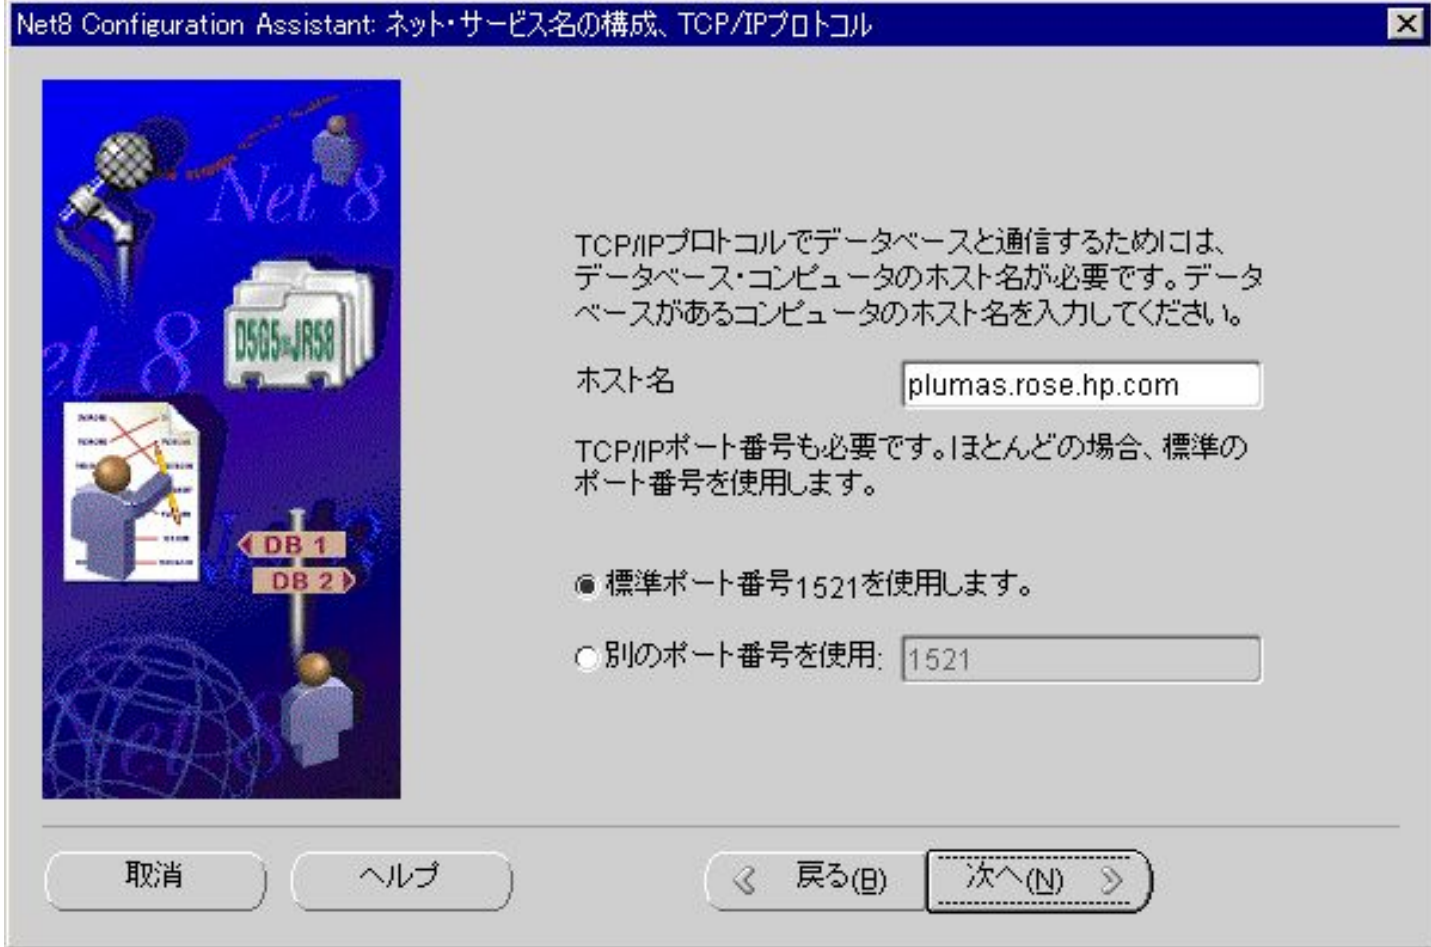 Net8 Configuration Assistant: ネット・サービス名の構成、TCP/IPプロトコル
Net 8
D5G5 JR58
et 8
DB 1
DB 2
Net 8
TCP/IPプロトコルでデータベースと通信するためには、
データベース・コンピュータのホスト名が必要です。データ
ベースがあるコンピュータのホスト名を入力してください。
ホスト名
plumas.rose.hp.com
TCP/IPポート番号も必要です。ほとんどの場合、標準の
ポート番号を使用します。
標準ポート番号1521を使用します。
別のポート番号を使用:
1521
取消
ヘルプ
戻る(B)
次へ(N)